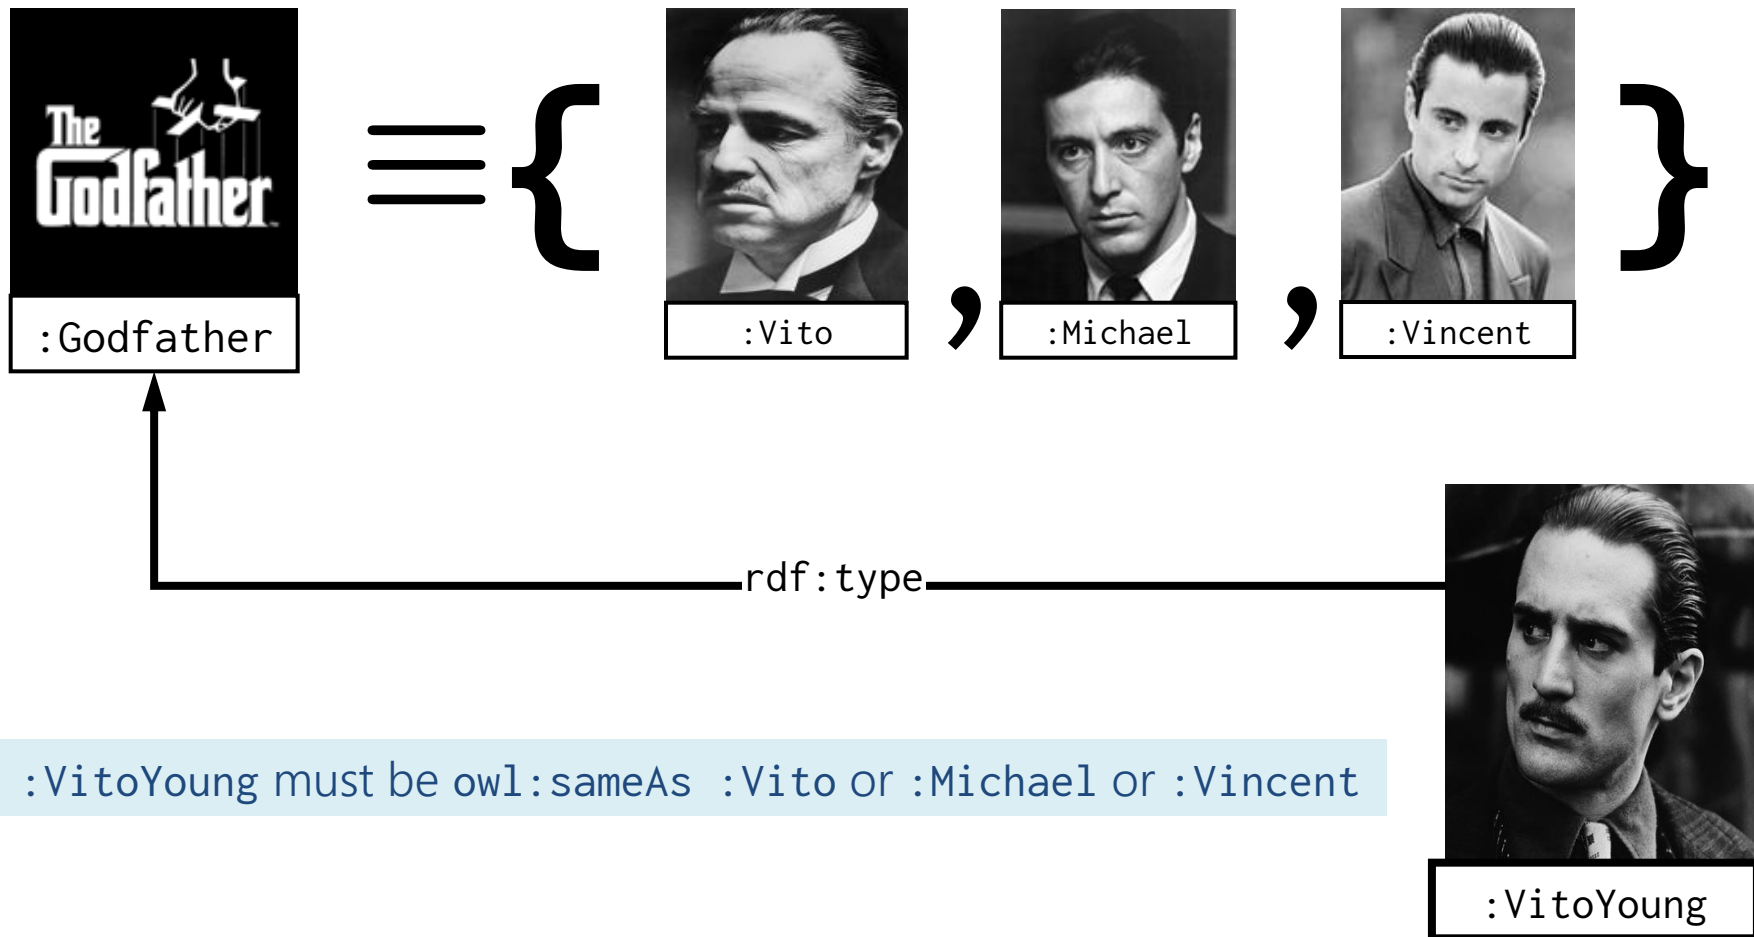 The
Godfather
≡ { , , }
:Godfather
:Vito
:Michael
:Vincent
rdf:type
:VitoYoung must be owl:sameAs :Vito or :Michael or :Vincent
:VitoYoung